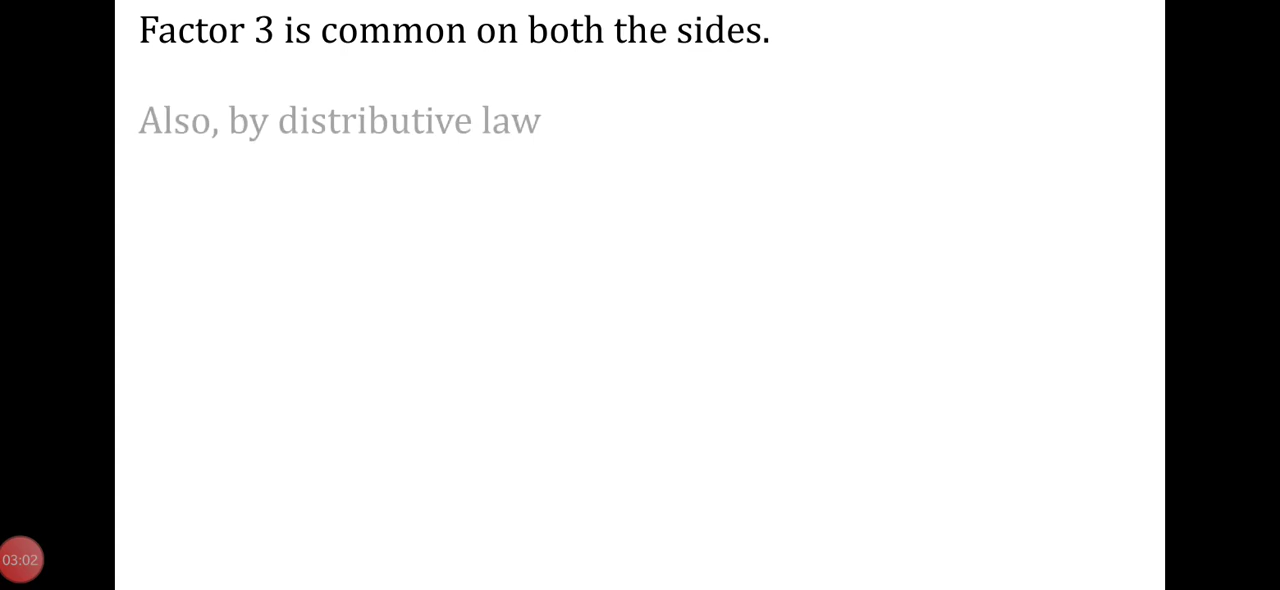 Factor 3 is common on both the sides.
Also, by distributive law
03:02